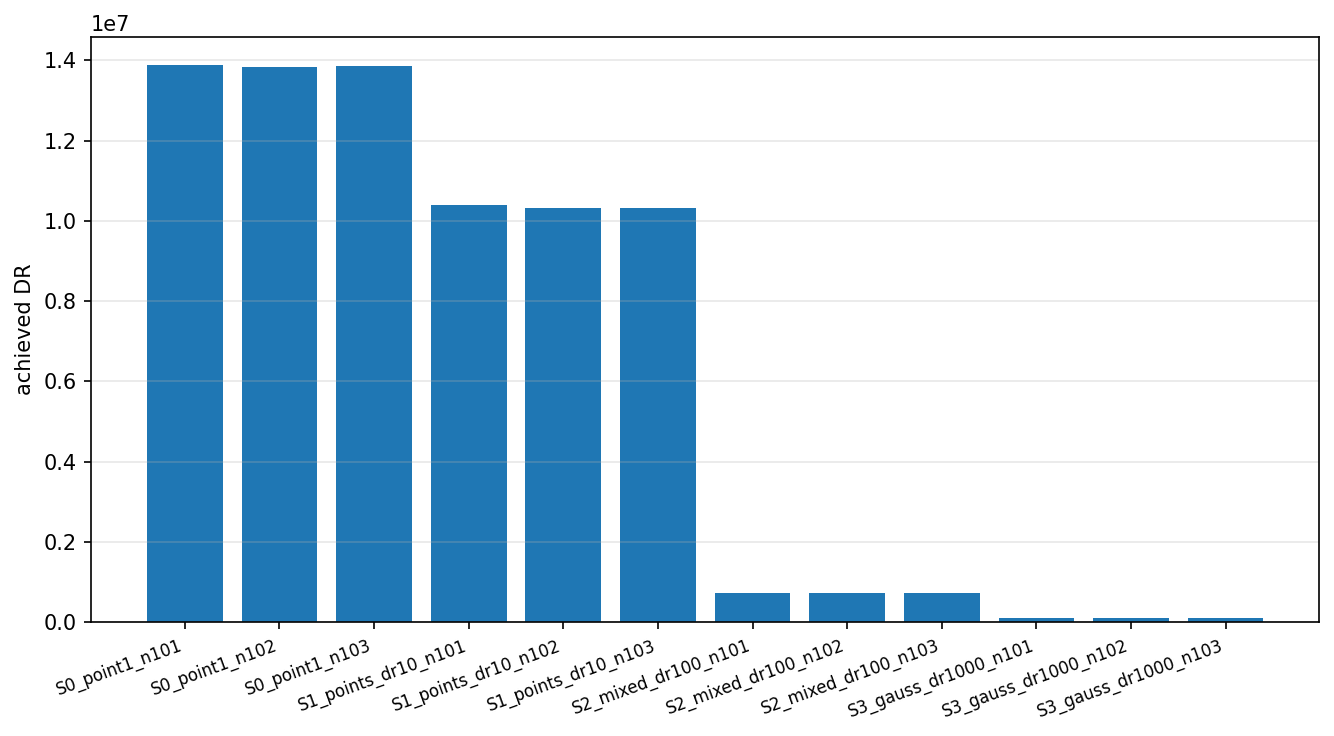 1e7
1.4
1.2
1.0
0.8
0.6
0.4
0.2
0.0
achieved DR
S0_point1_n101
S0_point1_n102
S0_point1_n103
S1_points_dr10_n101
S1_points_dr10_n102
S1_points_dr10_n103
S2_mixed_dr100_n101
S2_mixed_dr100_n102
S2_mixed_dr100_n103
S3_gauss_dr1000_n101
S3_gauss_dr1000_n102
S3_gauss_dr1000_n103